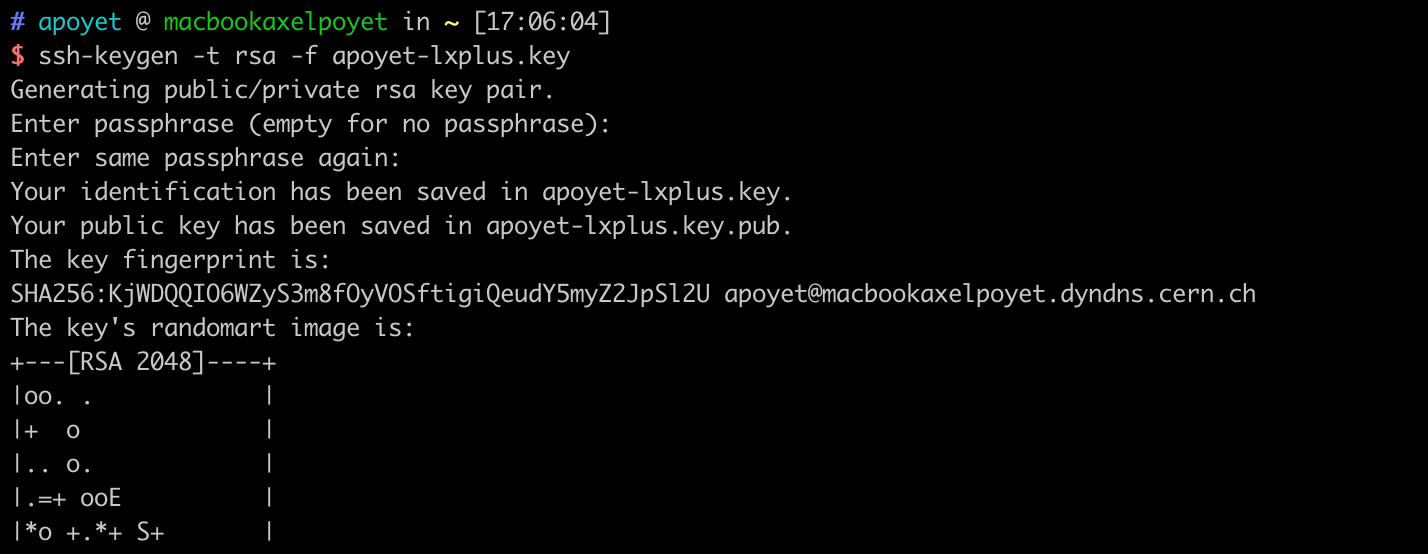 # apoyet @ macbookaxelpoyet in ~ [17:06:04]
$ ssh-keygen -t rsa -f apoyet-lxplus.key
Generating public/private rsa key pair.
Enter passphrase (empty for no passphrase):
Enter same passphrase again:
Your identification has been saved in apoyet-lxplus.key.
Your public key has been saved in apoyet-lxplus.key.pub.
The key fingerprint is:
SHA256:KjWDQQIO6WZyS3m8fOyVOSftigiQeudY5myZ2JpSl2U apoyet@macbookaxelpoyet.dyndns.cern.ch
The key's randomart image is:
+---[RSA 2048]----+
|oo. .            |
|+  o             |
|.. o.            |
|.=+ ooE          |
|*o +.*+ S+       |